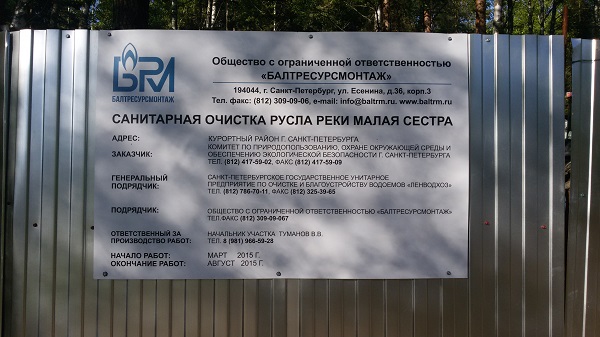 БРМ
БАЛТРЕСУРСМОНТАЖ
Общество с ограниченной ответственностью
«БАЛТРЕСУРСМОНТАЖ»
194044, г. Санкт-Петербург, ул. Есенина, д.36, корп.3
Тел. факс: (812) 309-09-06, e-mail: info@baltrm.ru. www.baltrm.ru
САНИТАРНАЯ ОЧИСТКА РУСЛА РЕКИ МАЛАЯ СЕСТРА
АДРЕС: КУРОРТНЫЙ РАЙОН Г. САНКТ-ПЕТЕРБУРГА
ЗАКАЗЧИК: КОМИТЕТ ПО ПРИРОДОПОЛЬЗОВАНИЮ, ОХРАНЕ ОКРУЖАЮЩЕЙ СРЕДЫ И
ОБЕСПЕЧЕНИЮ ЭКОЛОГИЧЕСКОЙ БЕЗОПАСНОСТИ Г. САНКТ-ПЕТЕРБУРГА
ТЕЛ. (812) 417-59-02, ФАКС (812) 417-59-09
ГЕНЕРАЛЬНЫЙ ПОДРЯДЧИК: САНКТ-ПЕТЕРБУРГСКОЕ ГОСУДАРСТВЕННОЕ УНИТАРНОЕ
ПРЕДПРИЯТИЕ ПО ОЧИСТКЕ И БЛАГОУСТРОЙСТВУ ВОДОЕМОВ «ЛЕНВОДХОЗ»
ТЕЛ. (812) 786-70-11, ФАКС (812) 325-39-65
ПОДРЯДЧИК: ОБЩЕСТВО С ОГРАНИЧЕННОЙ ОТВЕТСТВЕННОСТЬЮ «БАЛТРЕСУРСМОНТАЖ»
ТЕЛ.ФАКС (812) 309-09-067
ОТВЕТСТВЕННЫЙ ЗА ПРОИЗВОДСТВО РАБОТ: НАЧАЛЬНИК УЧАСТКА ТУМАНОВ В.В.
ТЕЛ. 8 (981) 966-59-28
НАЧАЛО РАБОТ: МАРТ 2015 Г.
ОКОНЧАНИЕ РАБОТ: АВГУСТ 2015 Г.